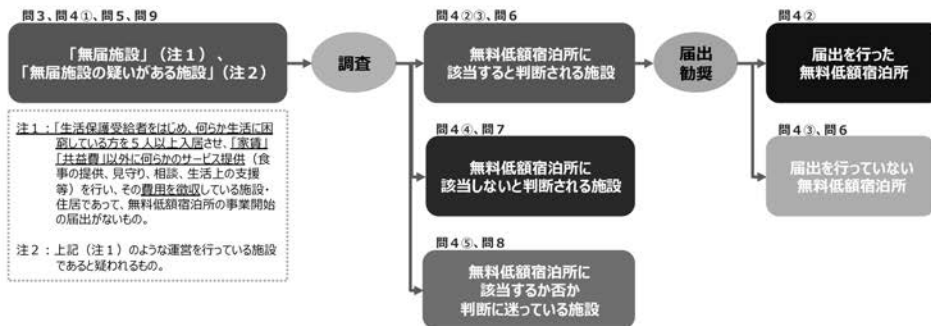 問3、問4①、問5、問9
「無届施設」（注1）、
「無届施設の疑いがある施設」（注2）
調査
問4②③、問6
無料低額宿泊所に
該当すると判断される施設
届出
勧奨
問4②
届出を行った
無料低額宿泊所
問4③、問6
届出を行っていない
無料低額宿泊所
問4④、問7
無料低額宿泊所に
該当しないと判断される施設
問4⑤、問8
無料低額宿泊所に
該当するか否か
判断に迷っている施設
注1：「生活保護受給者をはじめ、何らか生活に困
窮している方を5人以上入居させ、「家賃」
「共益費」以外に何らかのサービス提供（食
事の提供、見守り、相談、生活上の支援
等）を行い、その費用を徴収している施設・
住居であって、無料低額宿泊所の事業開始
の届出がないもの。
注2：上記（注1）のような運営を行っている施設
であると疑われるもの。